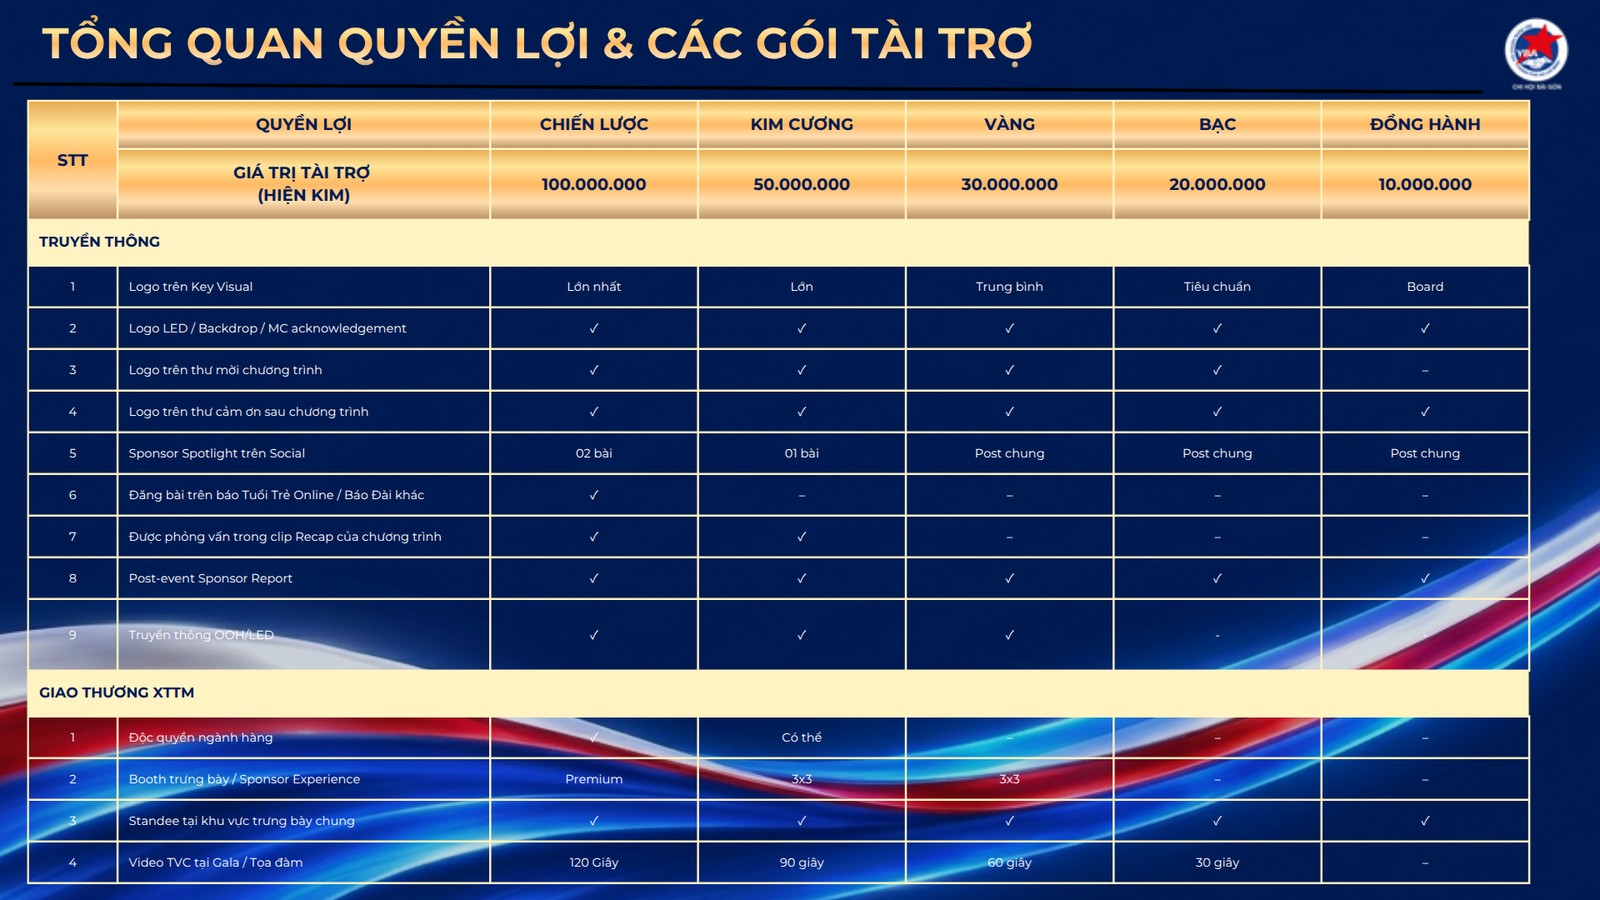 TỔNG QUAN QUYỀN LỢI & CÁC GÓI TÀI TRỢ
YBA
CHI HỘI SÀI GÒN
STT QUYỀN LỢI CHIẾN LƯỢC KIM CƯƠNG VÀNG BẠC ĐỒNG HÀNH
GIÁ TRỊ TÀI TRỢ
(HIỆN KIM) 100.000.000 50.000.000 30.000.000 20.000.000 10.000.000
TRUYỀN THÔNG
1 Logo trên Key Visual Lớn nhất Lớn Trung bình Tiêu chuẩn Board
2 Logo LED / Backdrop / MC acknowledgement ✓ ✓ ✓ ✓ ✓
3 Logo trên thư mời chương trình ✓ ✓ ✓ ✓ –
4 Logo trên thư cảm ơn sau chương trình ✓ ✓ ✓ ✓ ✓
5 Sponsor Spotlight trên Social 02 bài 01 bài Post chung Post chung Post chung
6 Đăng bài trên báo Tuổi Trẻ Online / Báo Đài khác ✓ – – – –
7 Được phỏng vấn trong clip Recap của chương trình ✓ ✓ – – –
8 Post-event Sponsor Report ✓ ✓ ✓ ✓ ✓
9 Truyền thông OOH/LED ✓ ✓ ✓ - -
GIAO THƯƠNG XTTM
1 Độc quyền ngành hàng ✓ Có thể – – –
2 Booth trưng bày / Sponsor Experience Premium 3x3 3x3 – –
3 Standee tại khu vực trưng bày chung ✓ ✓ ✓ ✓ ✓
4 Video TVC tại Gala / Tọa đàm 120 Giây 90 giây 60 giây 30 giây –